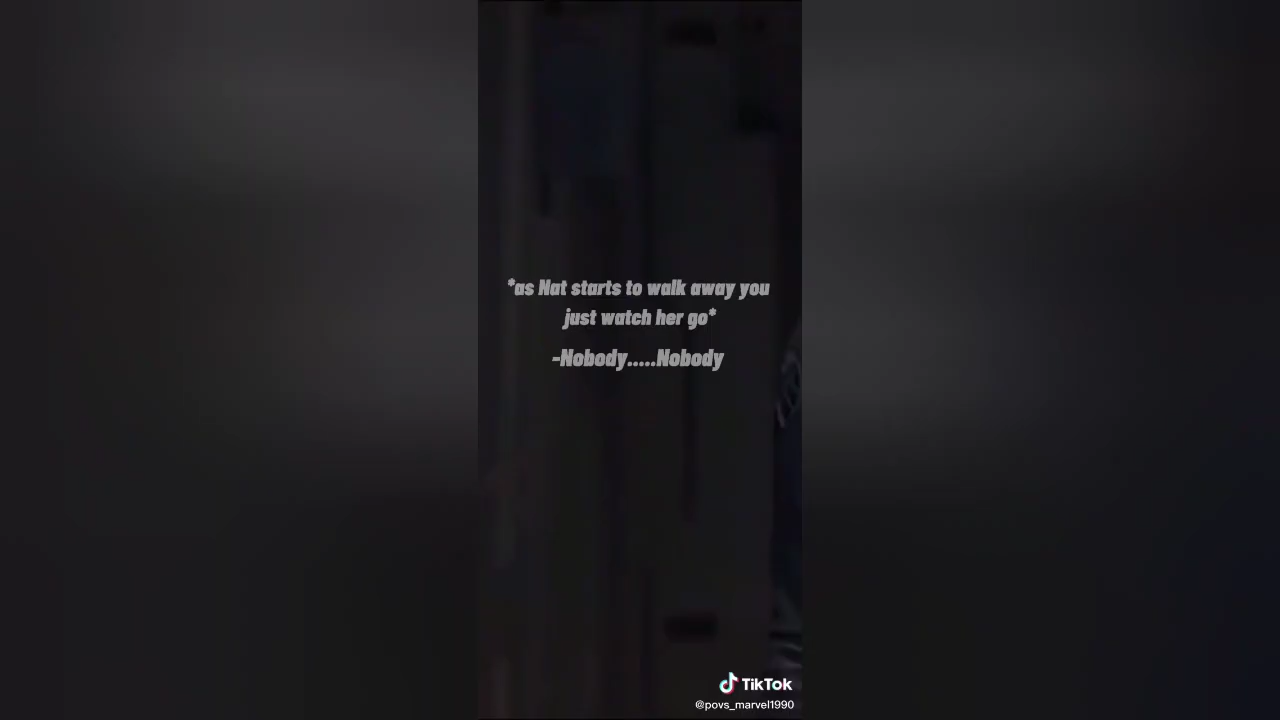 *as Nat starts to walk away you
just watch her go*
-Nobody.....Nobody
TikTok
@povs_marvel1990